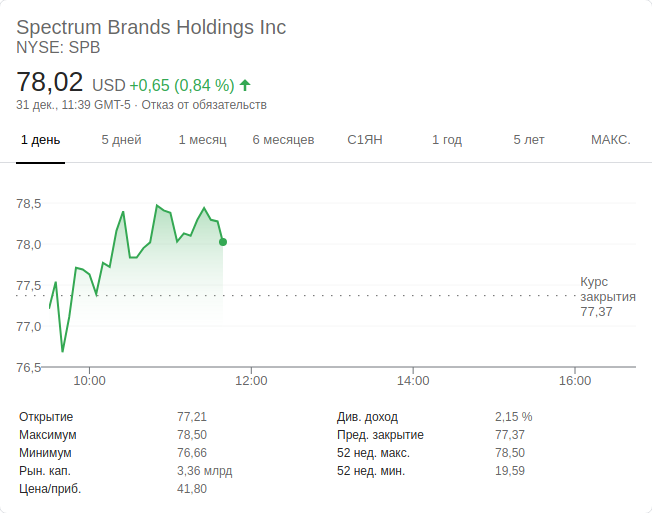 Spectrum Brands Holdings Inc
NYSE: SPB
78,02 USD +0,65 (0,84 %)
31 дек., 11:39 GMT-5 · Отказ от обязательств
1 день 5 дней 1 месяц 6 месяцев С1ЯН 1 год 5 лет МАКС.
78,5
78,0
77,5
Курс
закрытия
77,37
77,0
76,5
10:00 12:00 14:00 16:00
Открытие 77,21 Див. доход 2,15 %
Максимум 78,50 Пред. закрытие 77,37
Минимум 76,66 52 нед. макс. 78,50
Рын. кап. 3,36 млрд 52 нед. мин. 19,59
Цена/приб. 41,80